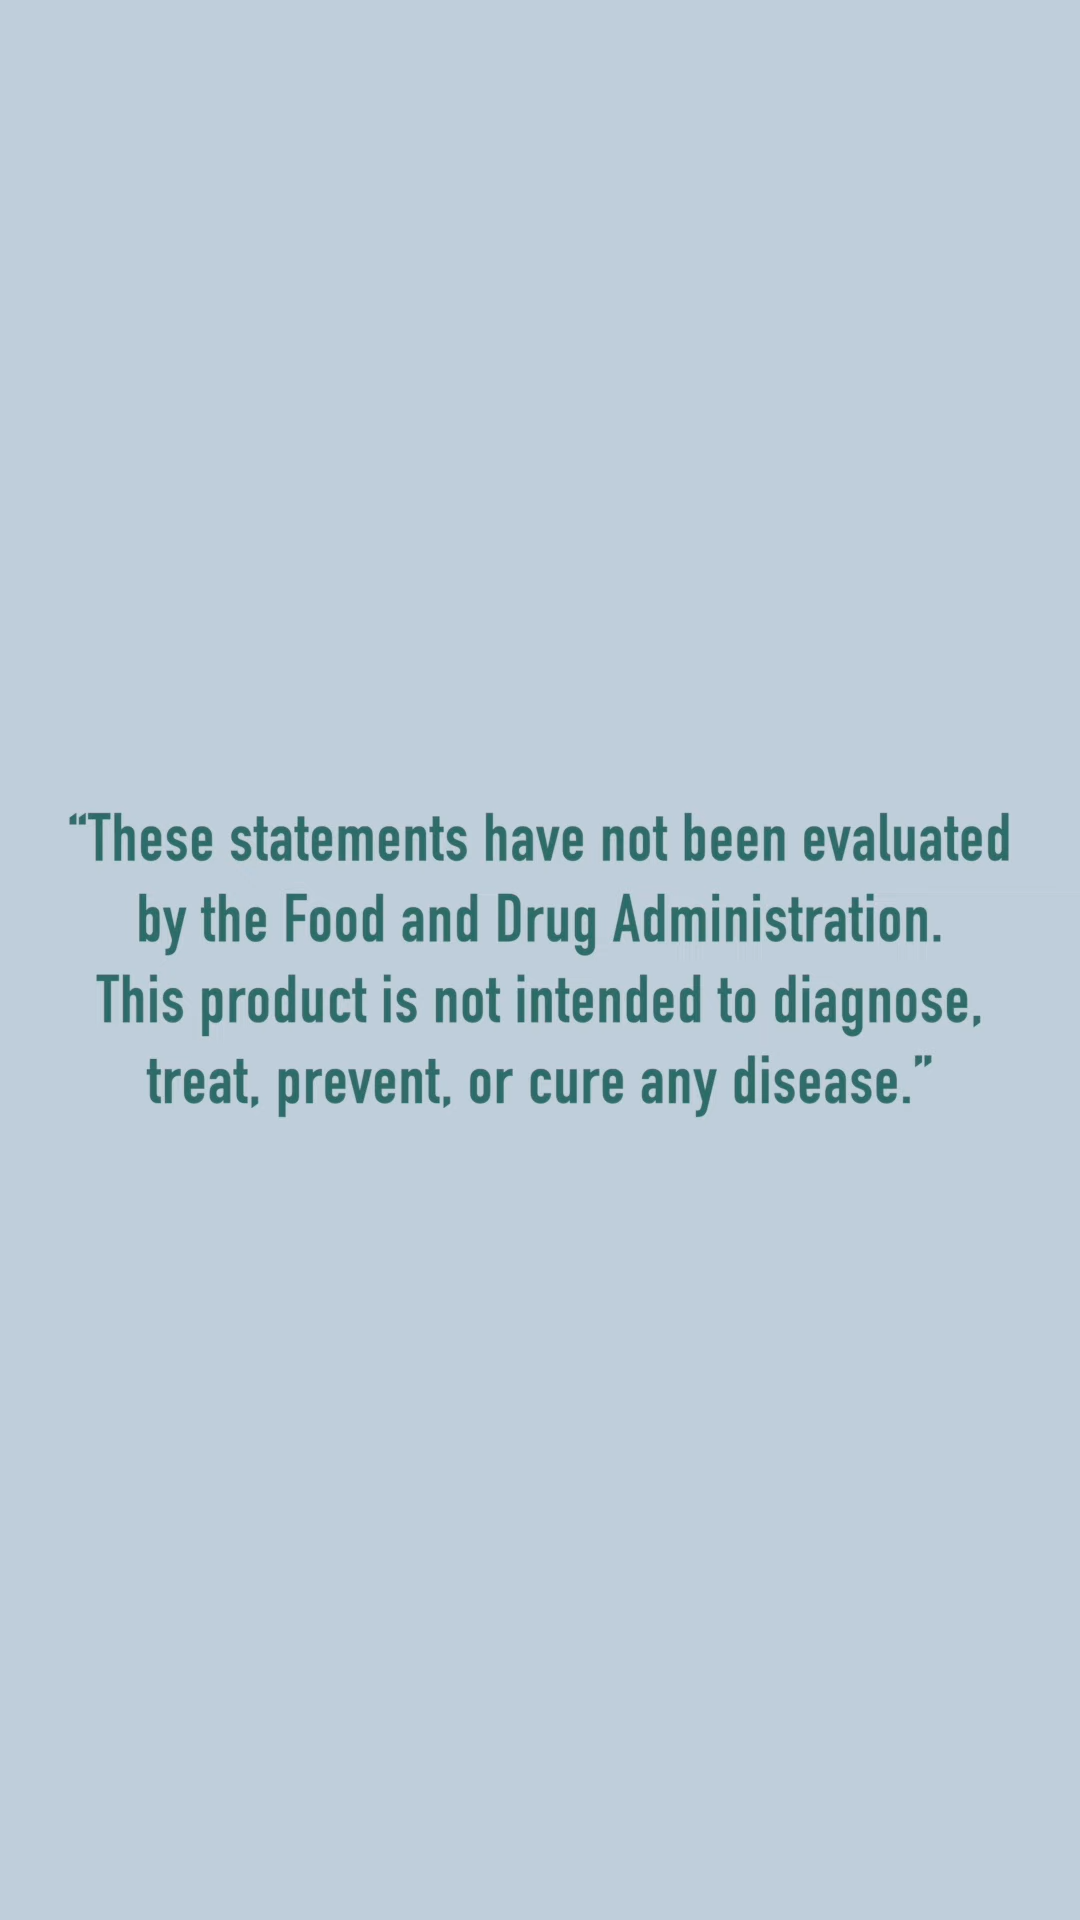 “These statements have not been evaluated
by the Food and Drug Administration.
This product is not intended to diagnose,
treat, prevent, or cure any disease.”